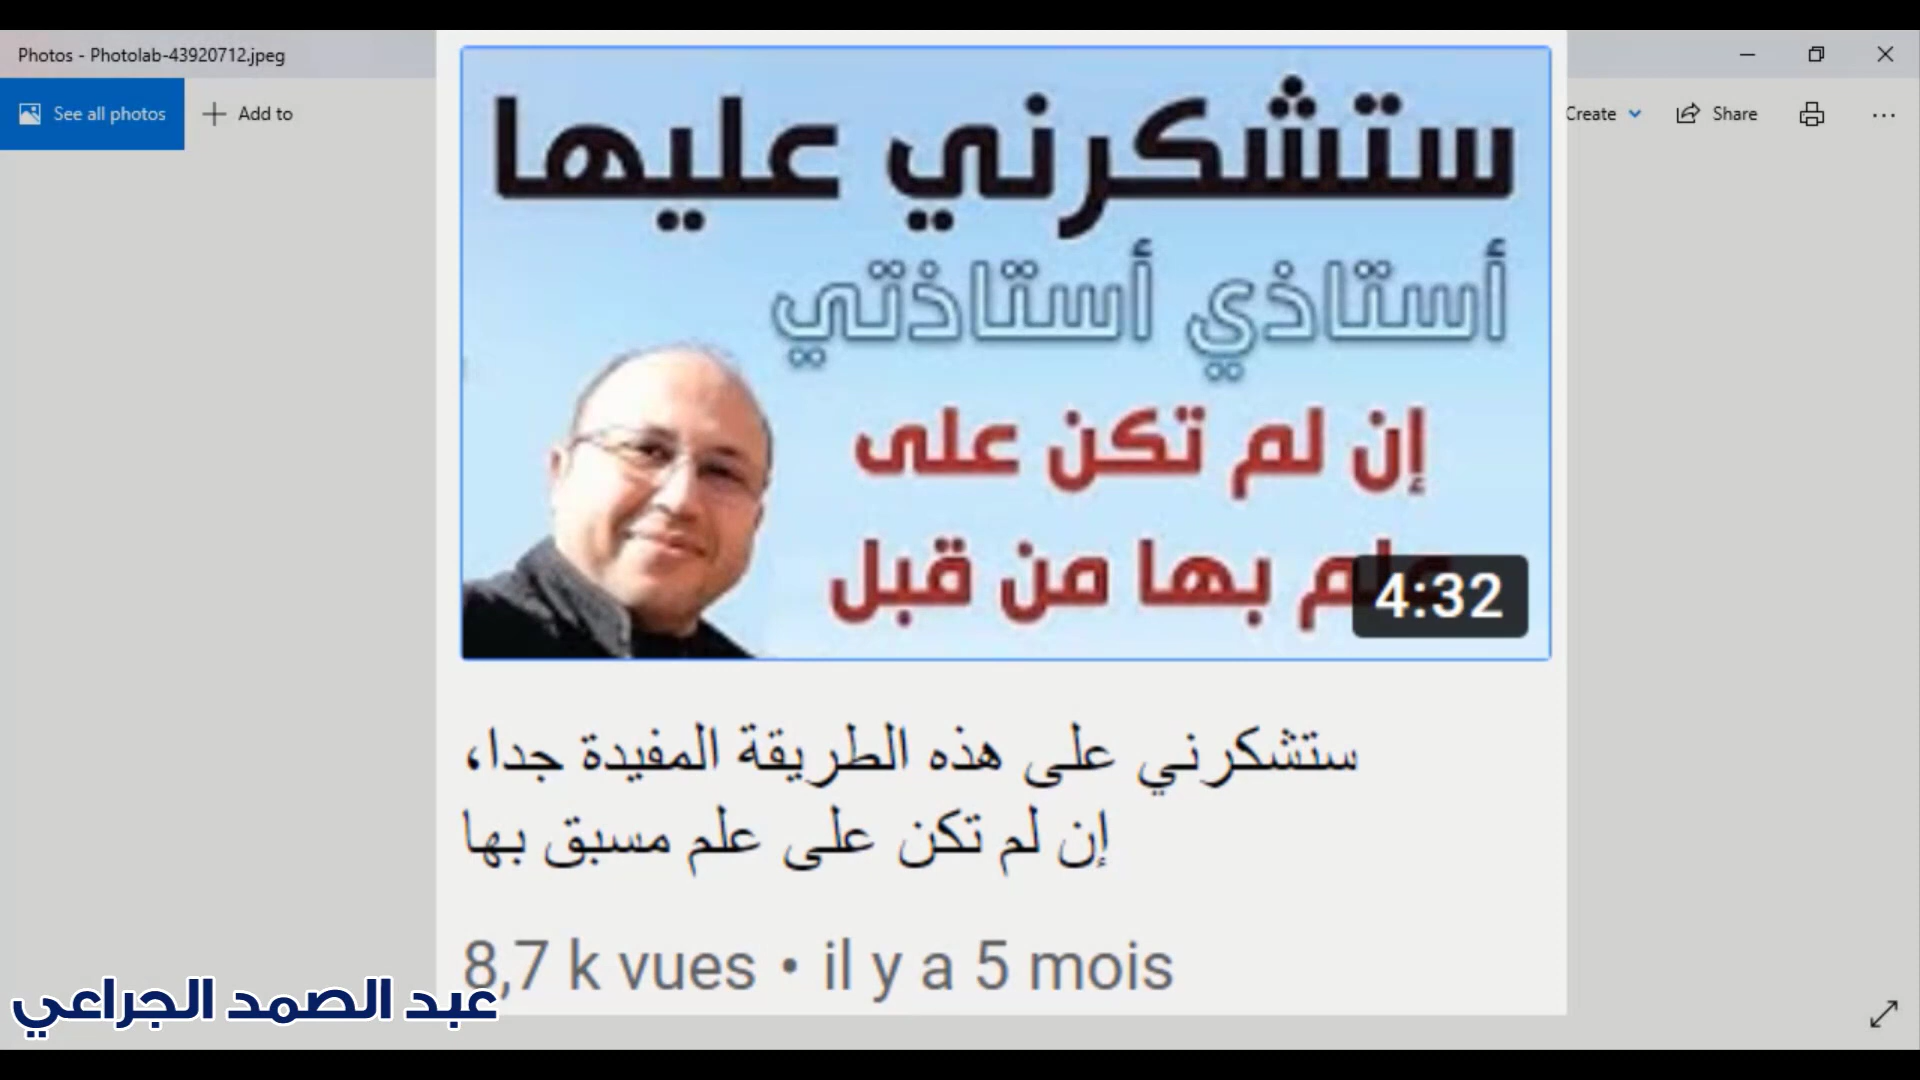 Photos - Photolab-43920712.jpeg
See all photos
Add to
Create
Share
ستشكرني عليها
أستاذي أستاذتي
إن لم تكن على
علم بها من قبل
4:32
ستشكرني على هذه الطريقة المفيدة جدا،
إن لم تكن على علم مسبق بها
8,7 k vues • il y a 5 mois
عبد الصمد الجراعي